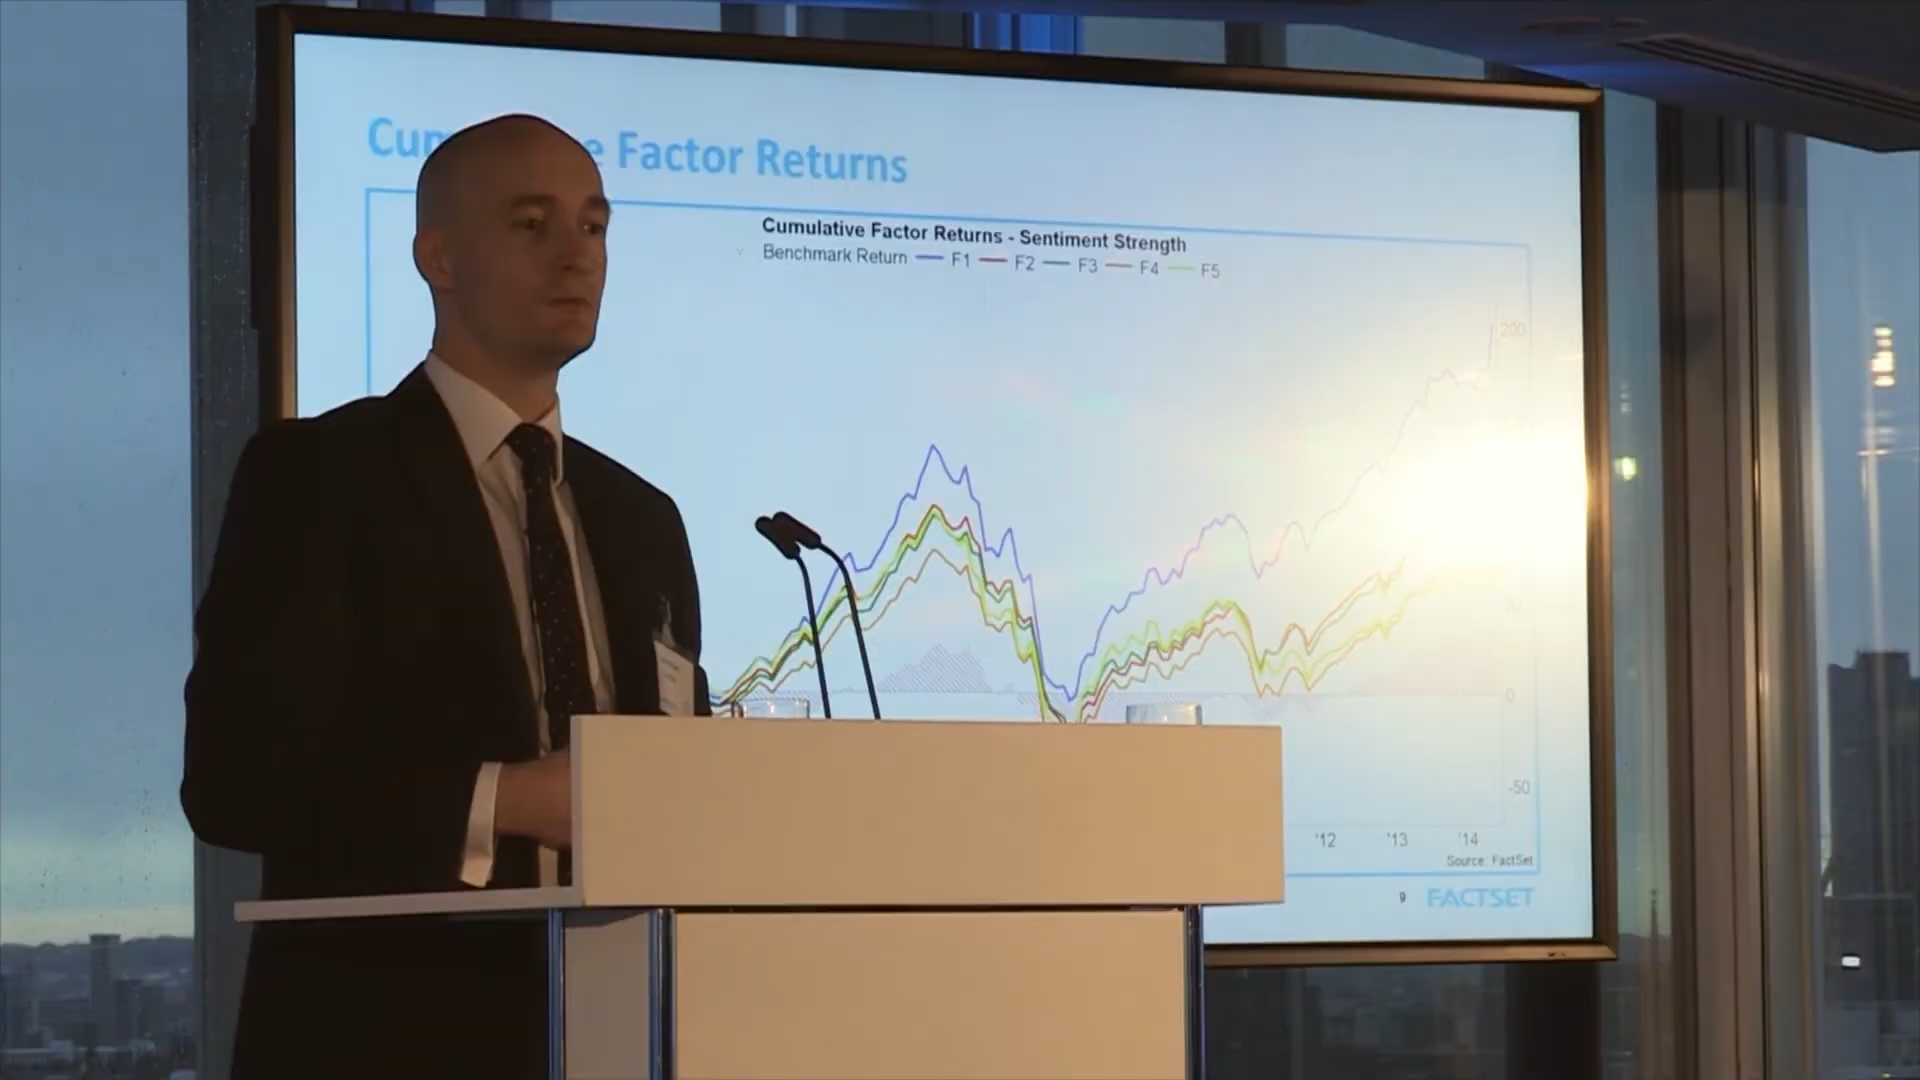 Cum e Factor Returns
Cumulative Factor Returns - Sentiment Strength
Benchmark Return F1 F2 F3 F4 F5
200
0
-50
'12 '13 '14
Source: FactSet
9 FACTSET